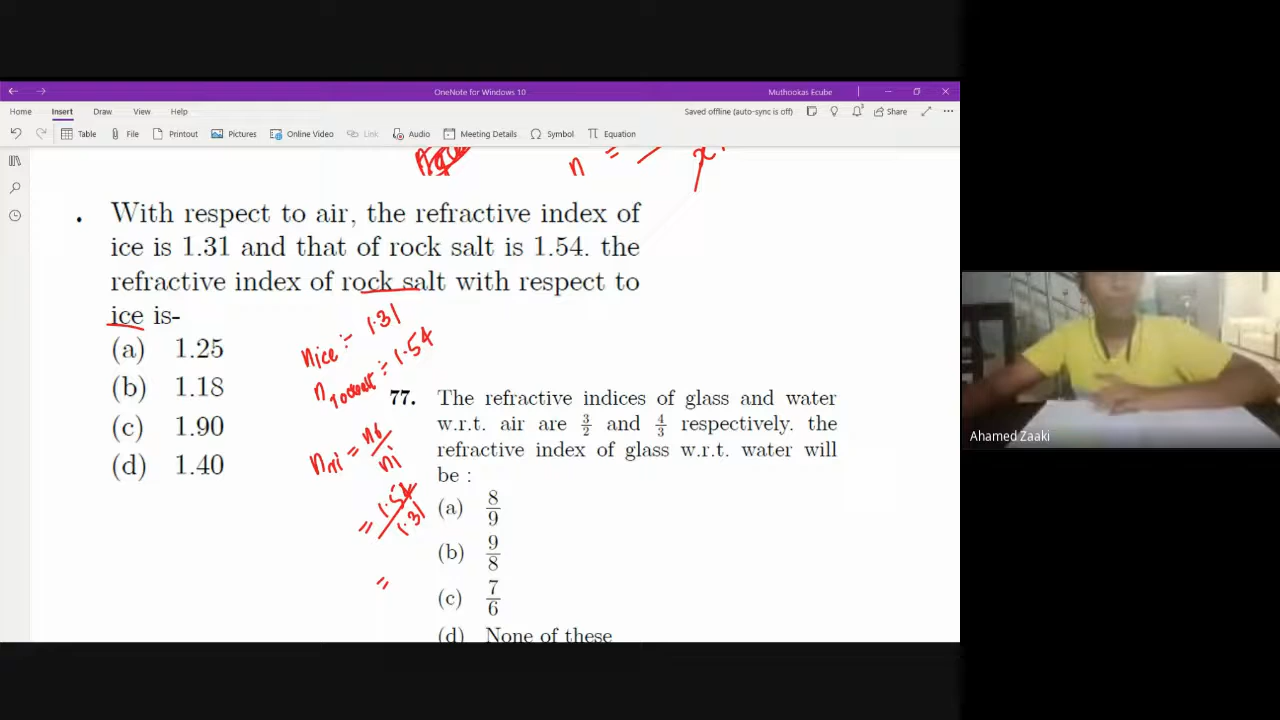 OneNote for Windows 10
Muthookas Ecube
Home Insert Draw View Help
Saved offline (auto-sync is off)
Share
Table File Printout Pictures Online Video Link Audio Meeting Details Symbol Equation
n =
. With respect to air, the refractive index of
ice is 1.31 and that of rock salt is 1.54. the
refractive index of rock salt with respect to
ice is-
(a) 1.25
(b) 1.18
(c) 1.90
(d) 1.40
nice :- 1.31
1.54
=
1.54
1.31
=
77. The refractive indices of glass and water
w.r.t. air are 3/2 and 4/3 respectively. the
refractive index of glass w.r.t. water will
be :
(a) 8/9
(b) 9/8
(c) 7/6
(d) None of these
Ahamed Zaaki